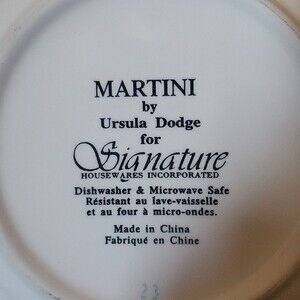 MARTINI
by
Ursula Dodge
for
Signature
HOUSEWARES INCORPORATED
Dishwasher & Microwave Safe
Résistant au lave-vaisselle
et au four à micro-ondes.
Made in China
Fabriqué en Chine
23